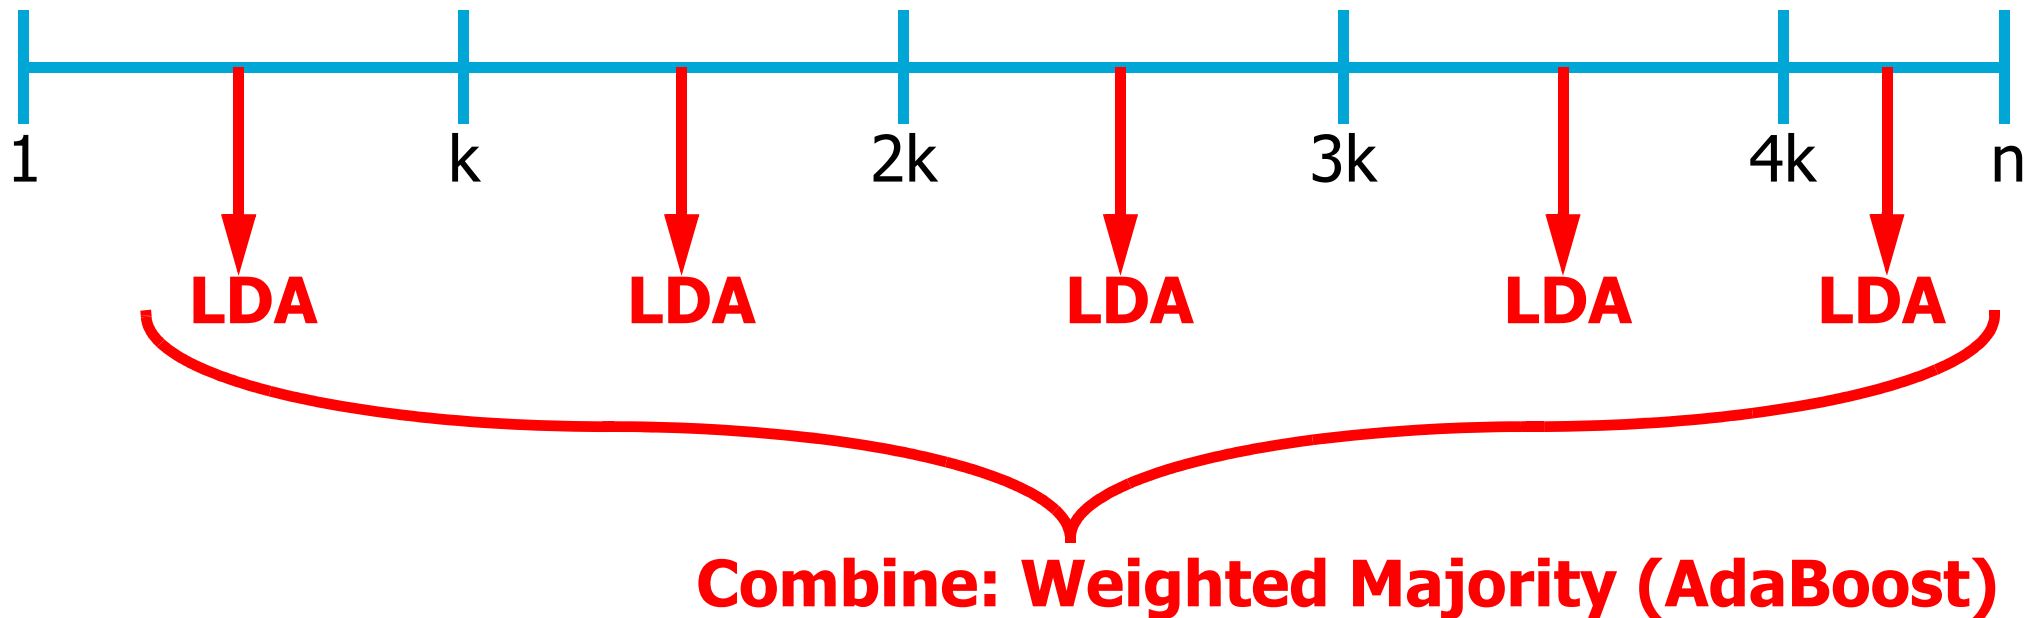 1 k 2k 3k 4k n
LDA LDA LDA LDA LDA
Combine: Weighted Majority (AdaBoost)